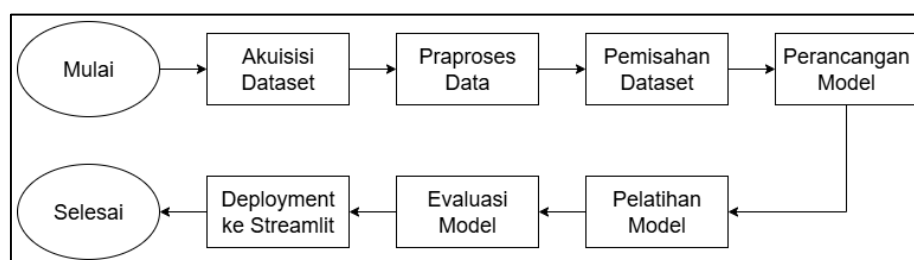 Mulai
Akuisisi
Dataset
Praproses
Data
Pemisahan
Dataset
Perancangan
Model
Selesai
Deployment
ke Streamlit
Evaluasi
Model
Pelatihan
Model